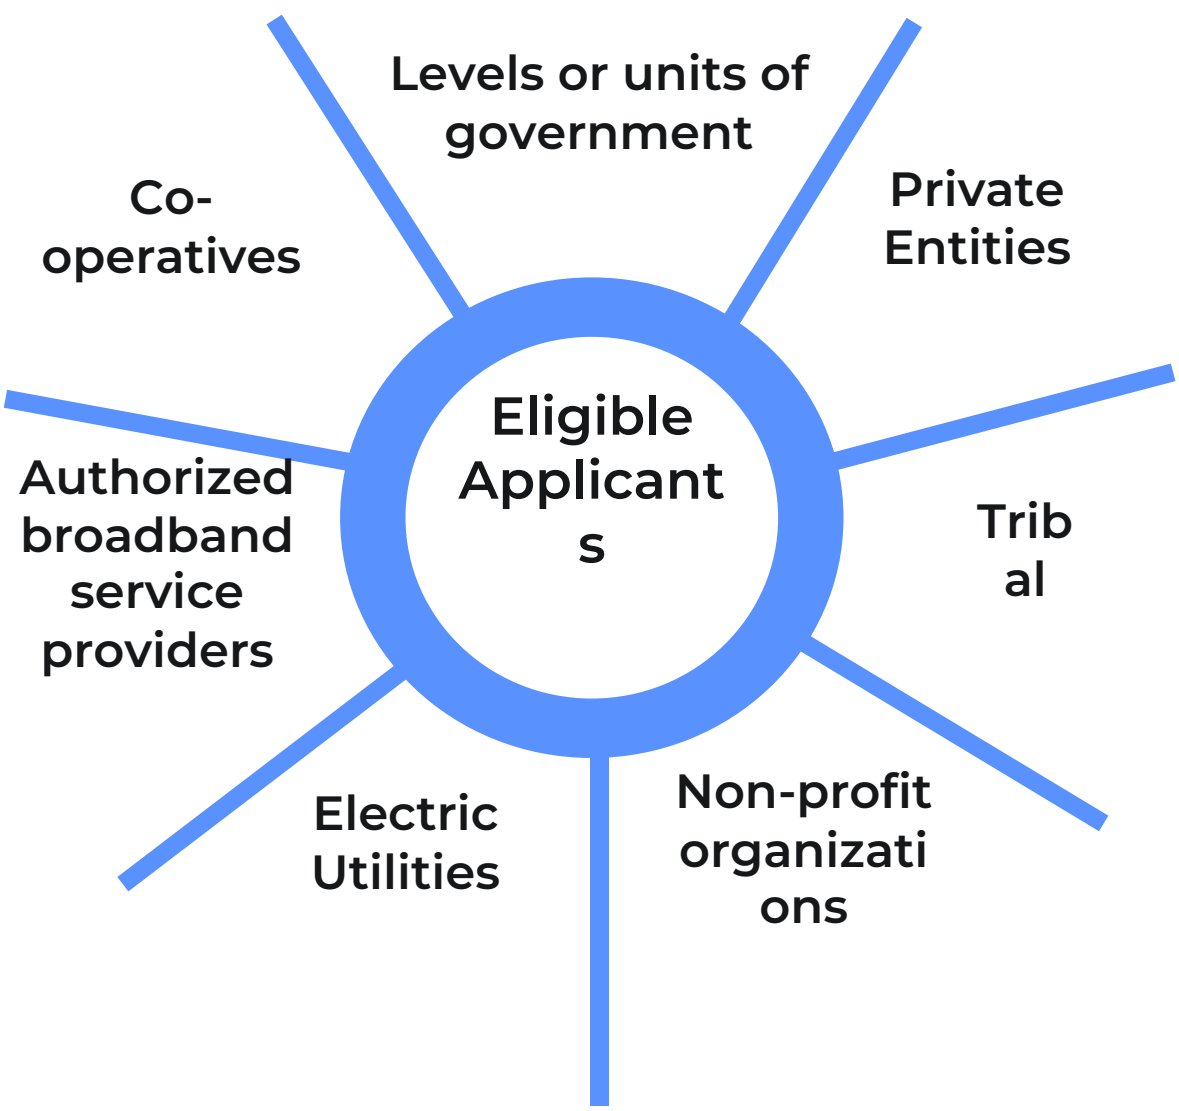 Levels or units of
government
Private
Entities
Co-
operatives
Eligible
Applicant
s
Authorized
broadband
service
providers
Trib
al
Electric
Utilities
Non-profit
organizati
ons